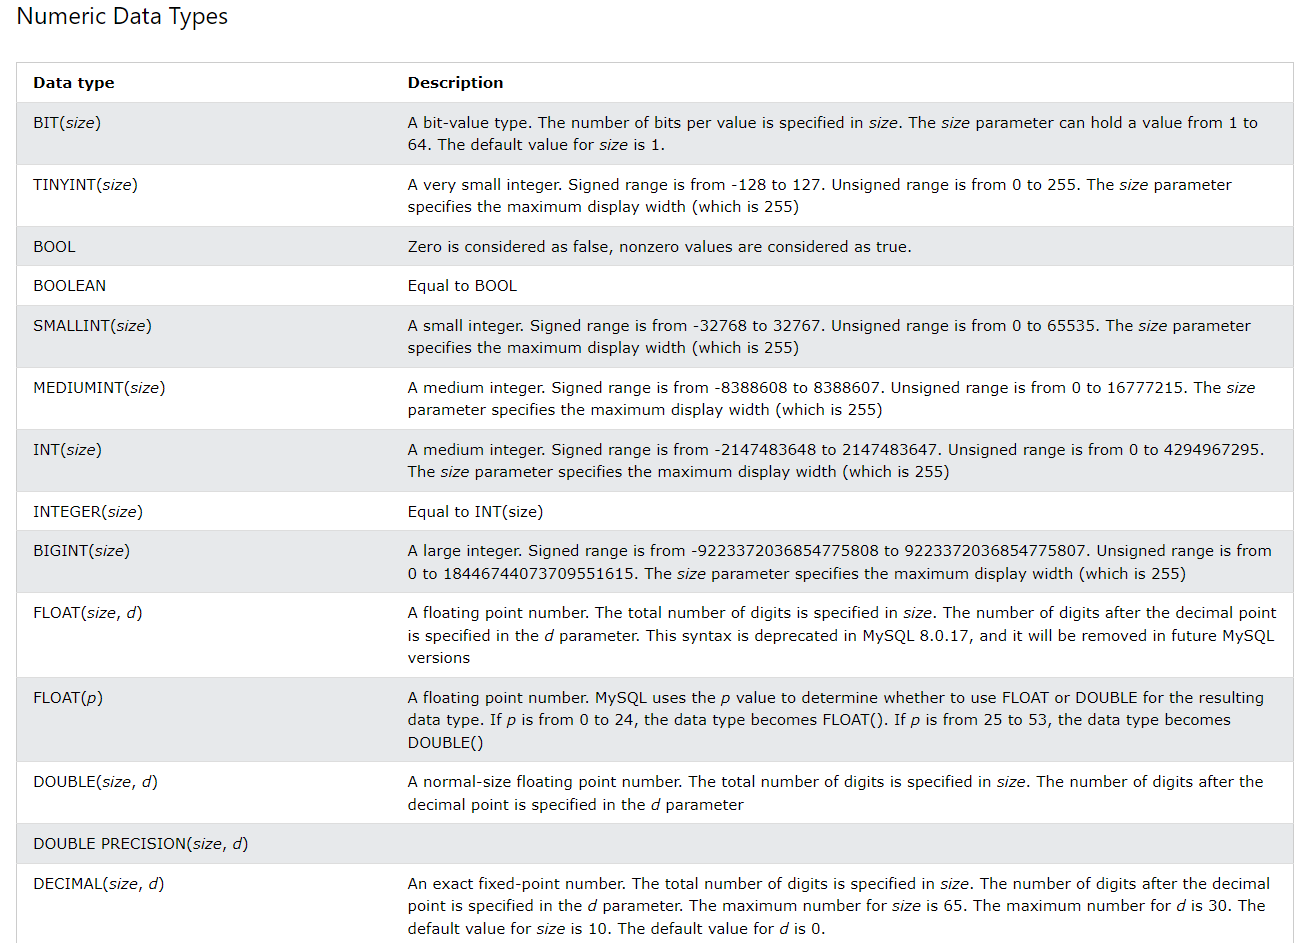 Numeric Data Types
Data type Description
BIT(size) A bit-value type. The number of bits per value is specified in size. The size parameter can hold a value from 1 to
64. The default value for size is 1.
TINYINT(size) A very small integer. Signed range is from -128 to 127. Unsigned range is from 0 to 255. The size parameter
specifies the maximum display width (which is 255)
BOOL Zero is considered as false, nonzero values are considered as true.
BOOLEAN Equal to BOOL
SMALLINT(size) A small integer. Signed range is from -32768 to 32767. Unsigned range is from 0 to 65535. The size parameter
specifies the maximum display width (which is 255)
MEDIUMINT(size) A medium integer. Signed range is from -8388608 to 8388607. Unsigned range is from 0 to 16777215. The size
parameter specifies the maximum display width (which is 255)
INT(size) A medium integer. Signed range is from -2147483648 to 2147483647. Unsigned range is from 0 to 4294967295.
The size parameter specifies the maximum display width (which is 255)
INTEGER(size) Equal to INT(size)
BIGINT(size) A large integer. Signed range is from -9223372036854775808 to 9223372036854775807. Unsigned range is from
0 to 18446744073709551615. The size parameter specifies the maximum display width (which is 255)
FLOAT(size, d) A floating point number. The total number of digits is specified in size. The number of digits after the decimal point
is specified in the d parameter. This syntax is deprecated in MySQL 8.0.17, and it will be removed in future MySQL
versions
FLOAT(p) A floating point number. MySQL uses the p value to determine whether to use FLOAT or DOUBLE for the resulting
data type. If p is from 0 to 24, the data type becomes FLOAT(). If p is from 25 to 53, the data type becomes
DOUBLE()
DOUBLE(size, d) A normal-size floating point number. The total number of digits is specified in size. The number of digits after the
decimal point is specified in the d parameter
DOUBLE PRECISION(size, d)
DECIMAL(size, d) An exact fixed-point number. The total number of digits is specified in size. The number of digits after the decimal
point is specified in the d parameter. The maximum number for size is 65. The maximum number for d is 30. The
default value for size is 10. The default value for d is 0.